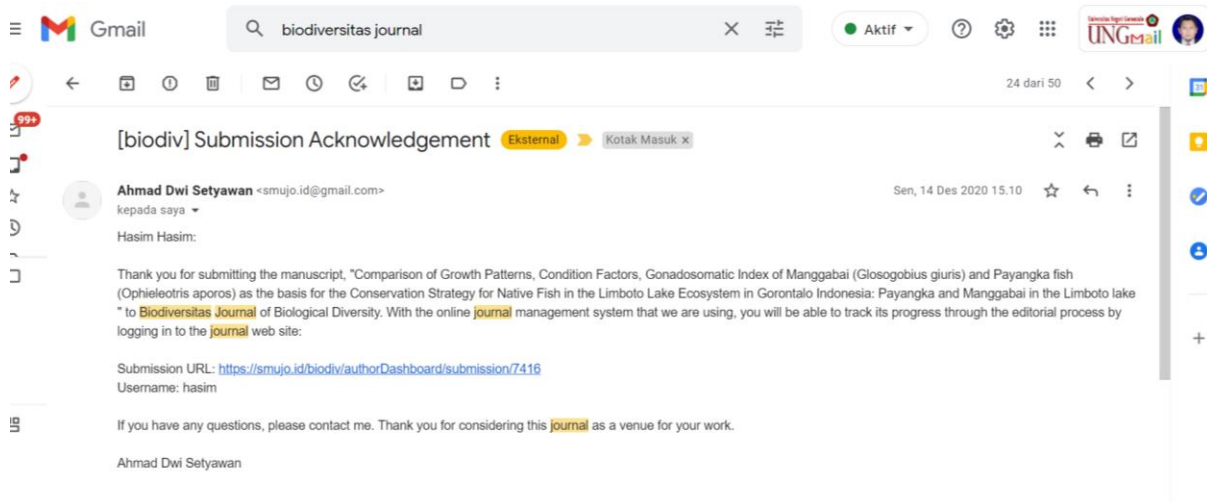 Gmail
biodiversitas journal
Aktif
UNGMail
24 dari 50
31
99+
[biodiv] Submission Acknowledgement Eksternal Kotak Masuk x
Ahmad Dwi Setyawan <smujo.id@gmail.com>
Sen, 14 Des 2020 15.10
kepada saya
Hasim Hasim:
Thank you for submitting the manuscript, "Comparison of Growth Patterns, Condition Factors, Gonadosomatic Index of Manggabai (Glosogobius giuris) and Payangka fish
(Ophieleotris aporos) as the basis for the Conservation Strategy for Native Fish in the Limboto Lake Ecosystem in Gorontalo Indonesia: Payangka and Manggabai in the Limboto lake
" to Biodiversitas Journal of Biological Diversity. With the online journal management system that we are using, you will be able to track its progress through the editorial process by
logging in to the journal web site:
Submission URL: https://smujo.id/biodiv/authorDashboard/submission/7416
Username: hasim
If you have any questions, please contact me. Thank you for considering this journal as a venue for your work.
Ahmad Dwi Setyawan